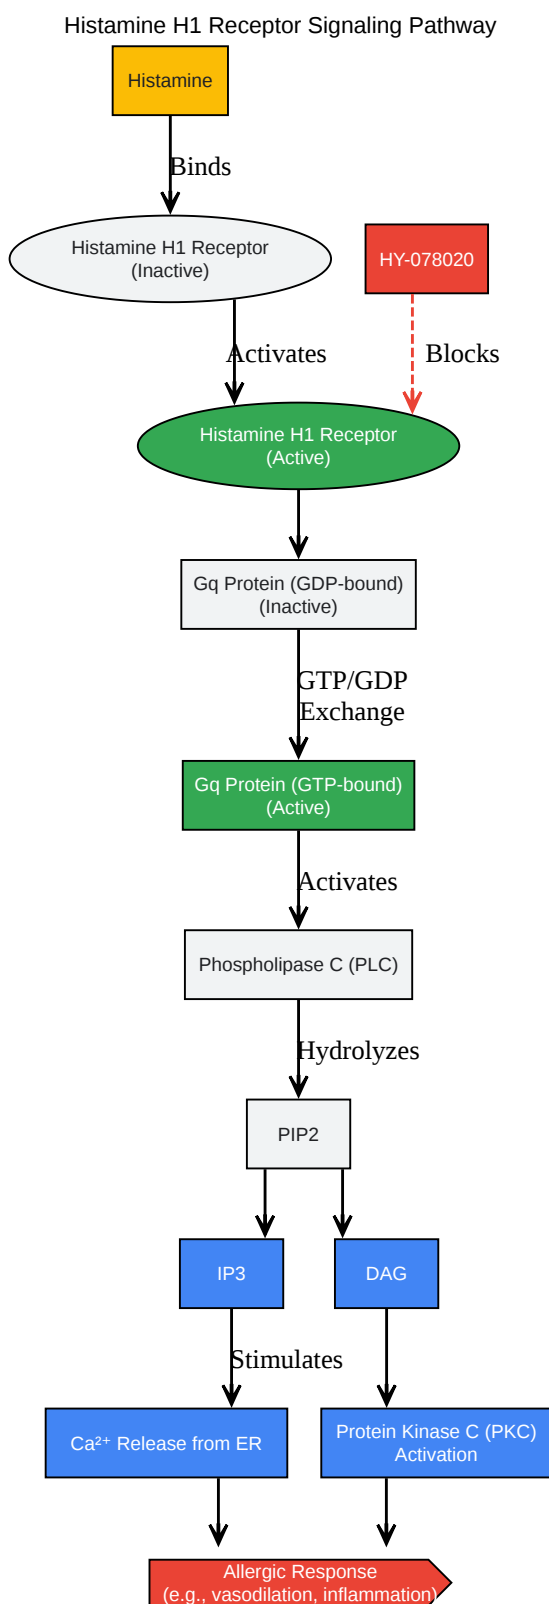 Histamine H1 Receptor Signaling Pathway
Histamine
Binds
Histamine H1 Receptor
(Inactive)
HY-078020
Activates
Blocks
Histamine H1 Receptor
(Active)
Gq Protein (GDP-bound)
(Inactive)
GTP/GDP
Exchange
Gq Protein (GTP-bound)
(Active)
Activates
Phospholipase C (PLC)
Hydrolyzes
PIP2
IP3
DAG
Stimulates
Ca²⁺ Release from ER
Protein Kinase C (PKC)
Activation
Allergic Response
(e.g., vasodilation, inflammation)